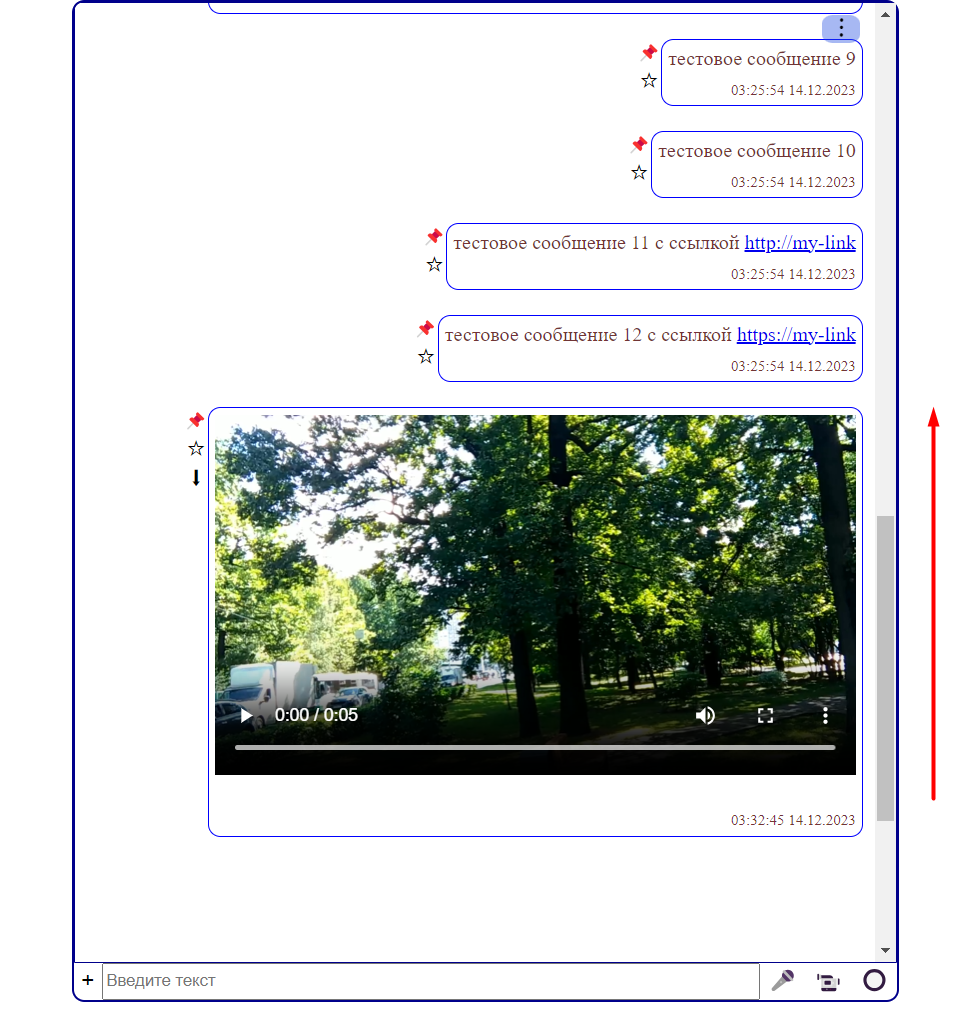 тестовое сообщение 9
03:25:54 14.12.2023
тестовое сообщение 10
03:25:54 14.12.2023
тестовое сообщение 11 с ссылкой http://my-link
03:25:54 14.12.2023
тестовое сообщение 12 с ссылкой https://my-link
03:25:54 14.12.2023
0:00 / 0:05
03:32:45 14.12.2023
+ Введите текст